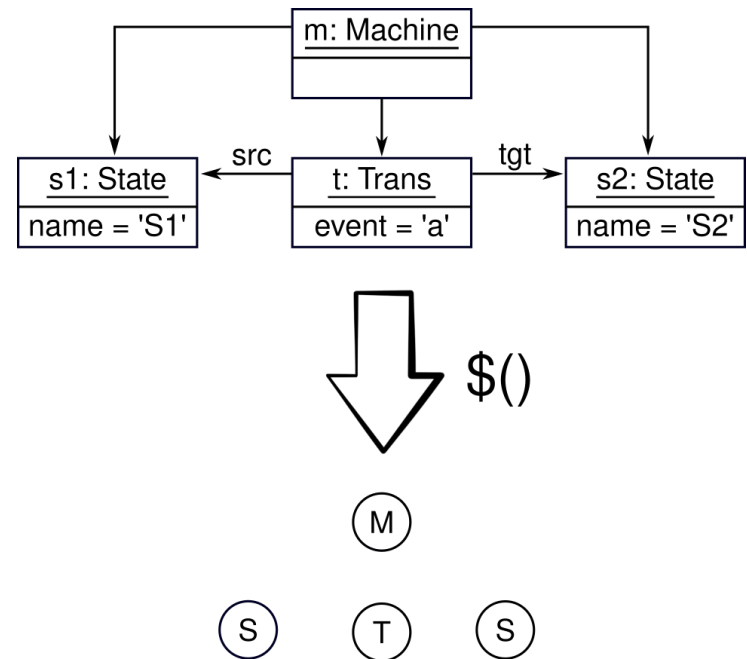 m: Machine
src
tgt
s1: State
t: Trans
s2: State
name = 'S1'
event = 'a'
name = 'S2'
$()
M
S
T
S